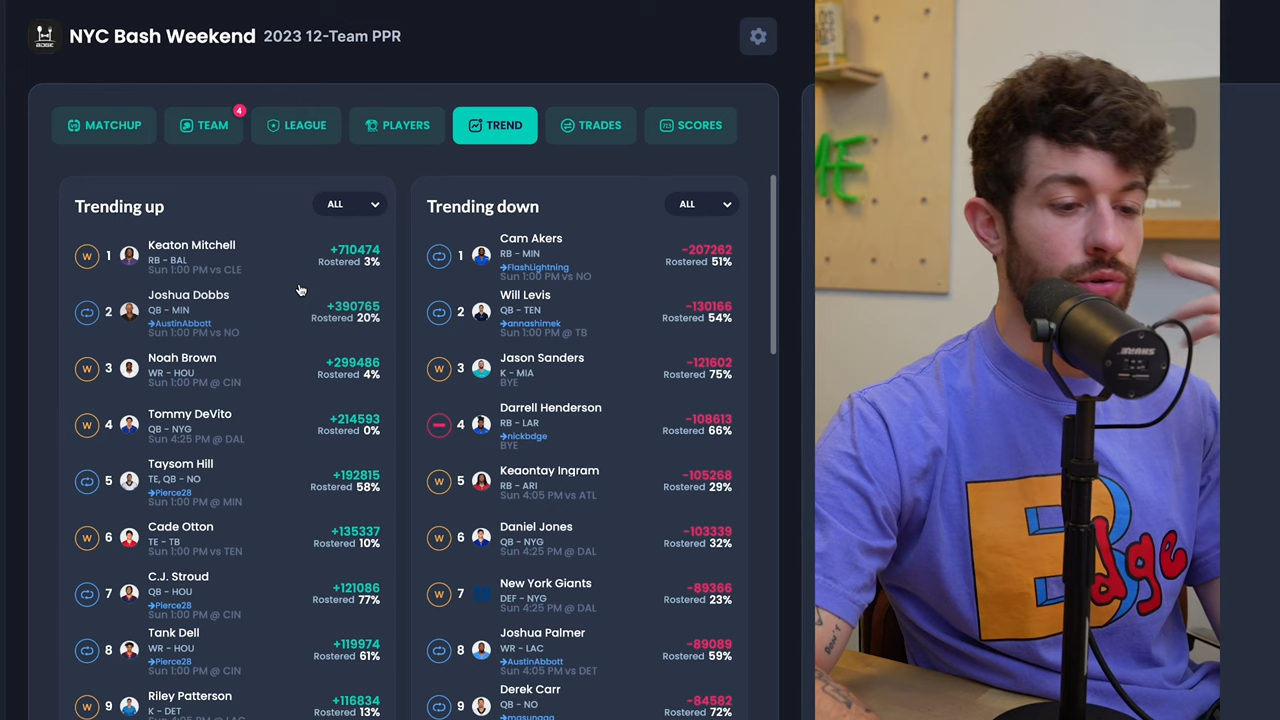 NYC Bash Weekend 2023 12-Team PPR
BDGE
MATCHUP
TEAM
4
LEAGUE
PLAYERS
TREND
TRADES
SCORES
Trending up
ALL
W 1 Keaton Mitchell +710474
RB - BAL Rostered 3%
Sun 1:00 PM vs CLE
2 Joshua Dobbs +390765
QB - MIN Rostered 20%
AustinAbbott
Sun 1:00 PM vs NO
W 3 Noah Brown +299486
WR - HOU Rostered 4%
Sun 1:00 PM @ CIN
W 4 Tommy DeVito +214593
QB - NYG Rostered 0%
Sun 4:25 PM @ DAL
5 Taysom Hill +192815
TE, QB - NO Rostered 58%
Pierce28
Sun 1:00 PM @ MIN
W 6 Cade Otton +135337
TE - TB Rostered 10%
Sun 1:00 PM vs TEN
7 C.J. Stroud +121086
QB - HOU Rostered 77%
Pierce28
Sun 1:00 PM @ CIN
8 Tank Dell +119974
WR - HOU Rostered 61%
Pierce28
Sun 1:00 PM @ CIN
W 9 Riley Patterson +116834
K - DET Rostered 13%
Sun 4:05 PM @ LAC
Trending down
ALL
1 Cam Akers -207262
RB - MIN Rostered 51%
FlashLightning
Sun 1:00 PM vs NO
2 Will Levis -130166
QB - TEN Rostered 54%
annashimek
Sun 1:00 PM @ TB
W 3 Jason Sanders -121602
K - MIA Rostered 75%
BYE
4 Darrell Henderson -108613
RB - LAR Rostered 66%
nickbdge
BYE
W 5 Keaontay Ingram -105268
RB - ARI Rostered 29%
Sun 4:05 PM vs ATL
W 6 Daniel Jones -103339
QB - NYG Rostered 32%
Sun 4:25 PM @ DAL
W 7 New York Giants -89366
DEF - NYG Rostered 23%
Sun 4:25 PM @ DAL
8 Joshua Palmer -89089
WR - LAC Rostered 59%
AustinAbbott
Sun 4:05 PM vs DET
9 Derek Carr -84582
QB - NO Rostered 72%
Bdge